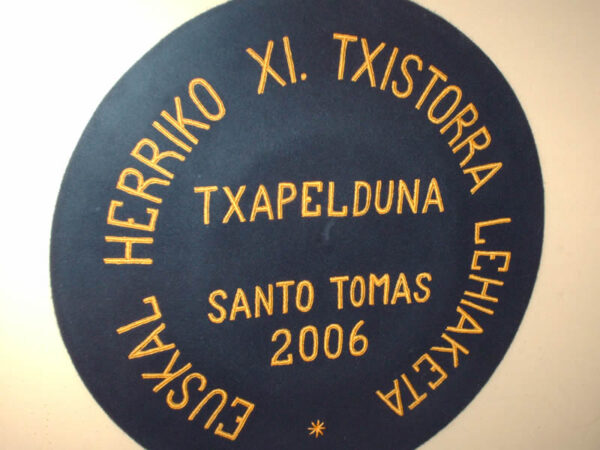 EUSKAL HERRIKO XI. TXISTORRA LEHIAKETA
TXAPELDUNA
SANTO TOMAS
2006